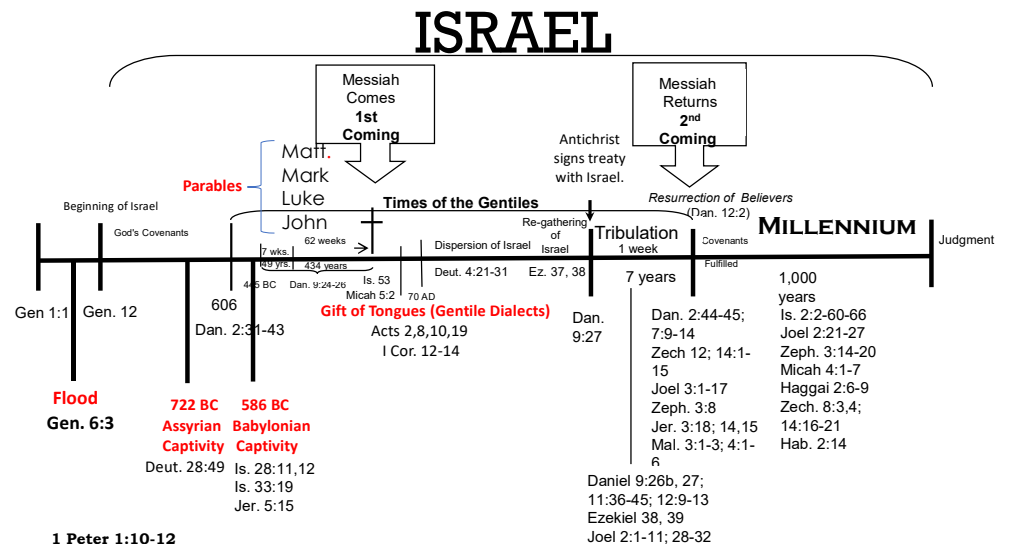 ISRAEL
Messiah
Comes
1st
Coming
Messiah
Returns
2nd
Coming
Antichrist
signs treaty
with Israel.
Parables
Matt.
Mark
Luke
John
Resurrection of Believers
(Dan. 12:2)
Beginning of Israel
God's Covenants
Times of the Gentiles
62 weeks
7 wks.
49 yrs.
434 years
445 BC
Dan. 9:24-26
Is. 53
Micah 5:2
70 AD
Dispersion of Israel
Deut. 4:21-31
Re-gathering
of
Israel
Ez. 37, 38
Tribulation
1 week
7 years
Covenants
Fulfilled
Millennium
1,000
years
Judgment
Gen 1:1
Gen. 12
606
Dan. 2:31-43
Gift of Tongues (Gentile Dialects)
Acts 2,8,10,19
I Cor. 12-14
Dan.
9:27
Dan. 2:44-45;
7:9-14
Zech 12; 14:1-
15
Joel 3:1-17
Zeph. 3:8
Jer. 3:18; 14,15
Mal. 3:1-3; 4:1-
6
Is. 2:2-60-66
Joel 2:21-27
Zeph. 3:14-20
Micah 4:1-7
Haggai 2:6-9
Zech. 8:3,4;
14:16-21
Hab. 2:14
Flood
Gen. 6:3
722 BC
Assyrian
Captivity
Deut. 28:49
586 BC
Babylonian
Captivity
Is. 28:11,12
Is. 33:19
Jer. 5:15
Daniel 9:26b, 27;
11:36-45; 12:9-13
Ezekiel 38, 39
Joel 2:1-11; 28-32
1 Peter 1:10-12